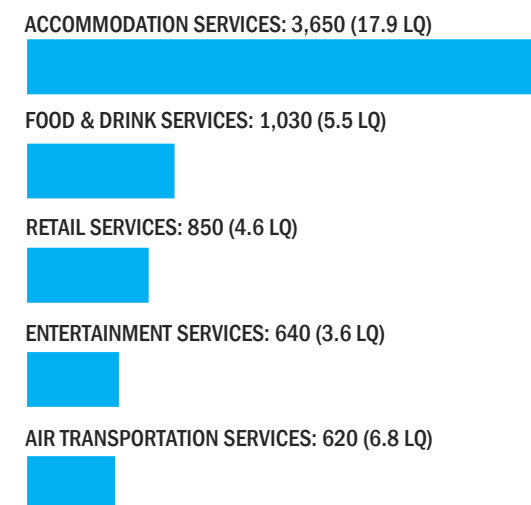 ACCOMMODATION SERVICES: 3,650 (17.9 LQ)
FOOD & DRINK SERVICES: 1,030 (5.5 LQ)
RETAIL SERVICES: 850 (4.6 LQ)
ENTERTAINMENT SERVICES: 640 (3.6 LQ)
AIR TRANSPORTATION SERVICES: 620 (6.8 LQ)